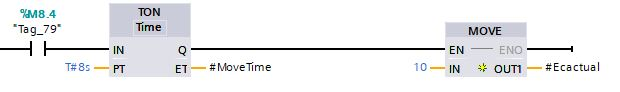 %M8.4
"Tag_79"
TON
Time
IN Q
T#8s PT ET #MoveTime
MOVE
EN ENO
10 IN OUT1 #Ecactual